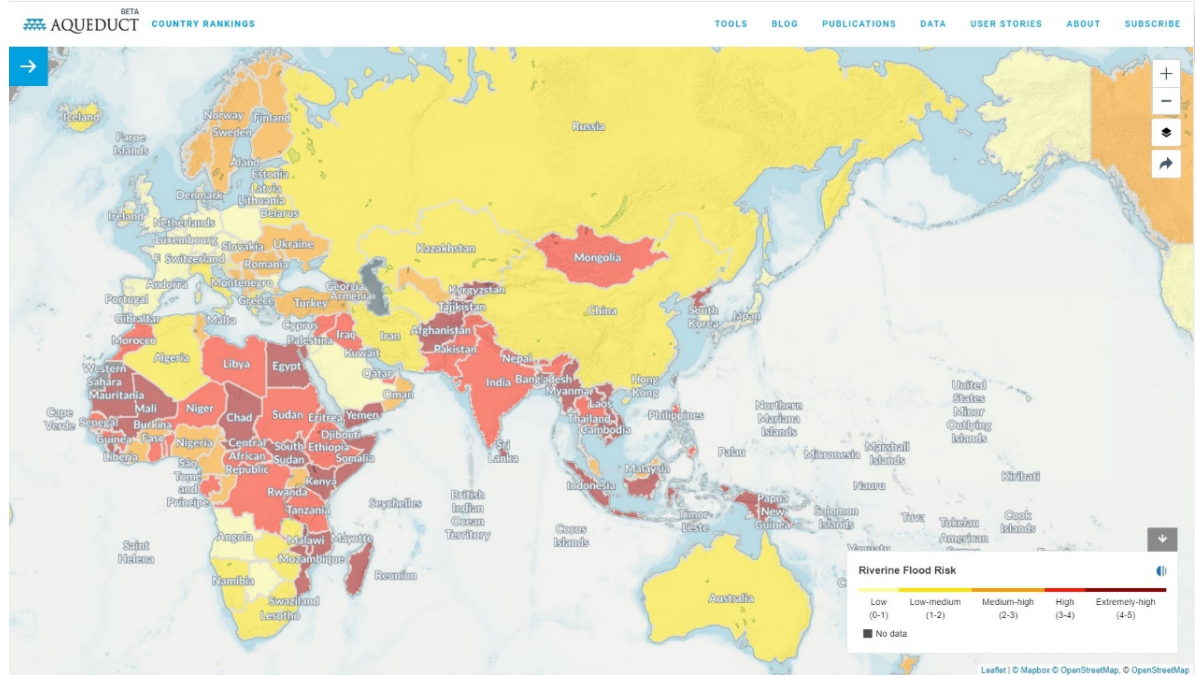 BETA
AQUEDUCT COUNTRY RANKINGS TOOLS BLOG PUBLICATIONS DATA USER STORIES ABOUT SUBSCRIBE
Iceland
Faroe
Islands
Norway
Finland
Sweden
Åland
Estonia
Latvia
Lithuania
Denmark
Belarus
Ireland
Netherlands
Luxembourg
Slovakia
Ukraine
Switzerland
Romania
Andorra
Montenegro
Portugal
Greece
Turkey
Georgia
Armenia
Gibraltar
Malta
Cyprus
Palestina
Russia
Kazakhstan
Mongolia
Kyrgyzstan
Tajikistan
China
South
Korea
Japan
Iraq
Iran
Afghanistan
Kuwait
Pakistan
Nepal
Morocco
Algeria
Libya
Egypt
Qatar
Oman
India
Bangladesh
Myanmar
Hong
Kong
Laos
Thailand
Cambodia
Philippines
Western
Sahara
Mauritania
Mali
Niger
Chad
Sudan
Eritrea
Yemen
Cape
Verde
Senegal
Burkina
Faso
Guinea
Nigeria
Djibouti
Liberia
Central
African
Republic
South
Sudan
Ethiopia
Somalia
Sri
Lanka
São
Tome
and
Principe
Kenya
Rwanda
Tanzania
Seychelles
British
Indian
Ocean
Territory
Malaysia
Indonesia
Cocos
Islands
Timor-
Leste
Papua
New
Guinea
Palau
Northern
Mariana
Islands
Micronesia
Marshall
Islands
United
States
Minor
Outlying
Islands
Nauru
Kiribati
Solomon
Islands
Tuva
Tokelau
Cook
Islands
American
Vanuatu
Saint
Helena
Angola
Malawi
Mayotte
Mozambique
Reunion
Namibia
Swaziland
Lesotho
Australia
Riverine Flood Risk
Low Low-medium Medium-high High Extremely-high
(0-1) (1-2) (2-3) (3-4) (4-5)
No data
Leaflet | © Mapbox © OpenStreetMap, © OpenStreetMap